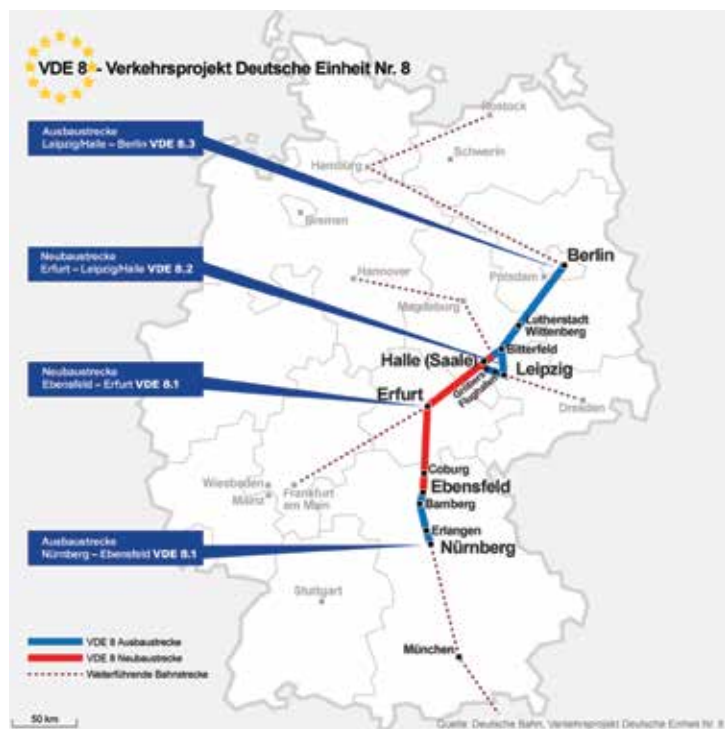 VDE 8 - Verkehrsprojekt Deutsche Einheit Nr. 8
Rostock
Ausbaustrecke
Leipzig/Halle – Berlin VDE 8.3
Schwerin
Hamburg
Bremen
Neubaustrecke
Erfurt – Leipzig/Halle VDE 8.2
Berlin
Hannover
Potsdam
Magdeburg
Lutherstadt
Wittenberg
Bitterfeld
Halle (Saale)
Leipzig
Gröbers
Flughafen
Neubaustrecke
Ebensfeld – Erfurt VDE 8.1
Erfurt
Dresden
Coburg
Wiesbaden
Mainz
Frankfurt
am Main
Ebensfeld
Bamberg
Ausbaustrecke
Nürnberg – Ebensfeld VDE 8.1
Erlangen
Nürnberg
Stuttgart
VDE 8 Ausbaustrecke
VDE 8 Neubaustrecke
Weiterführende Bahnstrecke
München
50 km
Quelle: Deutsche Bahn, Verkehrsprojekt Deutsche Einheit Nr. 8